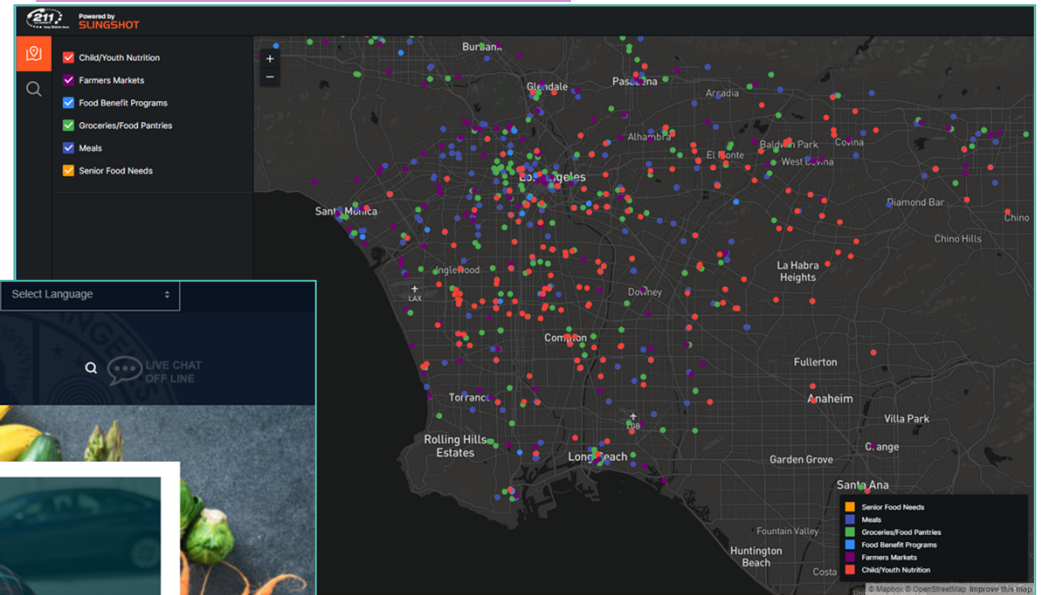 211
Powered by
SLINGSHOT
Child/Youth Nutrition
Farmers Markets
Food Benefit Programs
Groceries/Food Pantries
Meals
Senior Food Needs
+
−
Burbank
Glendale
Pasadena
Arcadia
Alhambra
El Monte
Baldwin Park
Covina
West Covina
Los Angeles
Santa Monica
Diamond Bar
Chino
Chino Hills
Inglewood
LAX
La Habra
Heights
Downey
Compton
Fullerton
Anaheim
Torrance
Villa Park
LGB
Rolling Hills
Estates
Long Beach
Orange
Garden Grove
Santa Ana
Fountain Valley
Huntington
Beach
Costa
Senior Food Needs
Meals
Groceries/Food Pantries
Food Benefit Programs
Farmers Markets
Child/Youth Nutrition
© Mapbox © OpenStreetMap Improve this map
Select Language
LIVE CHAT
OFF LINE